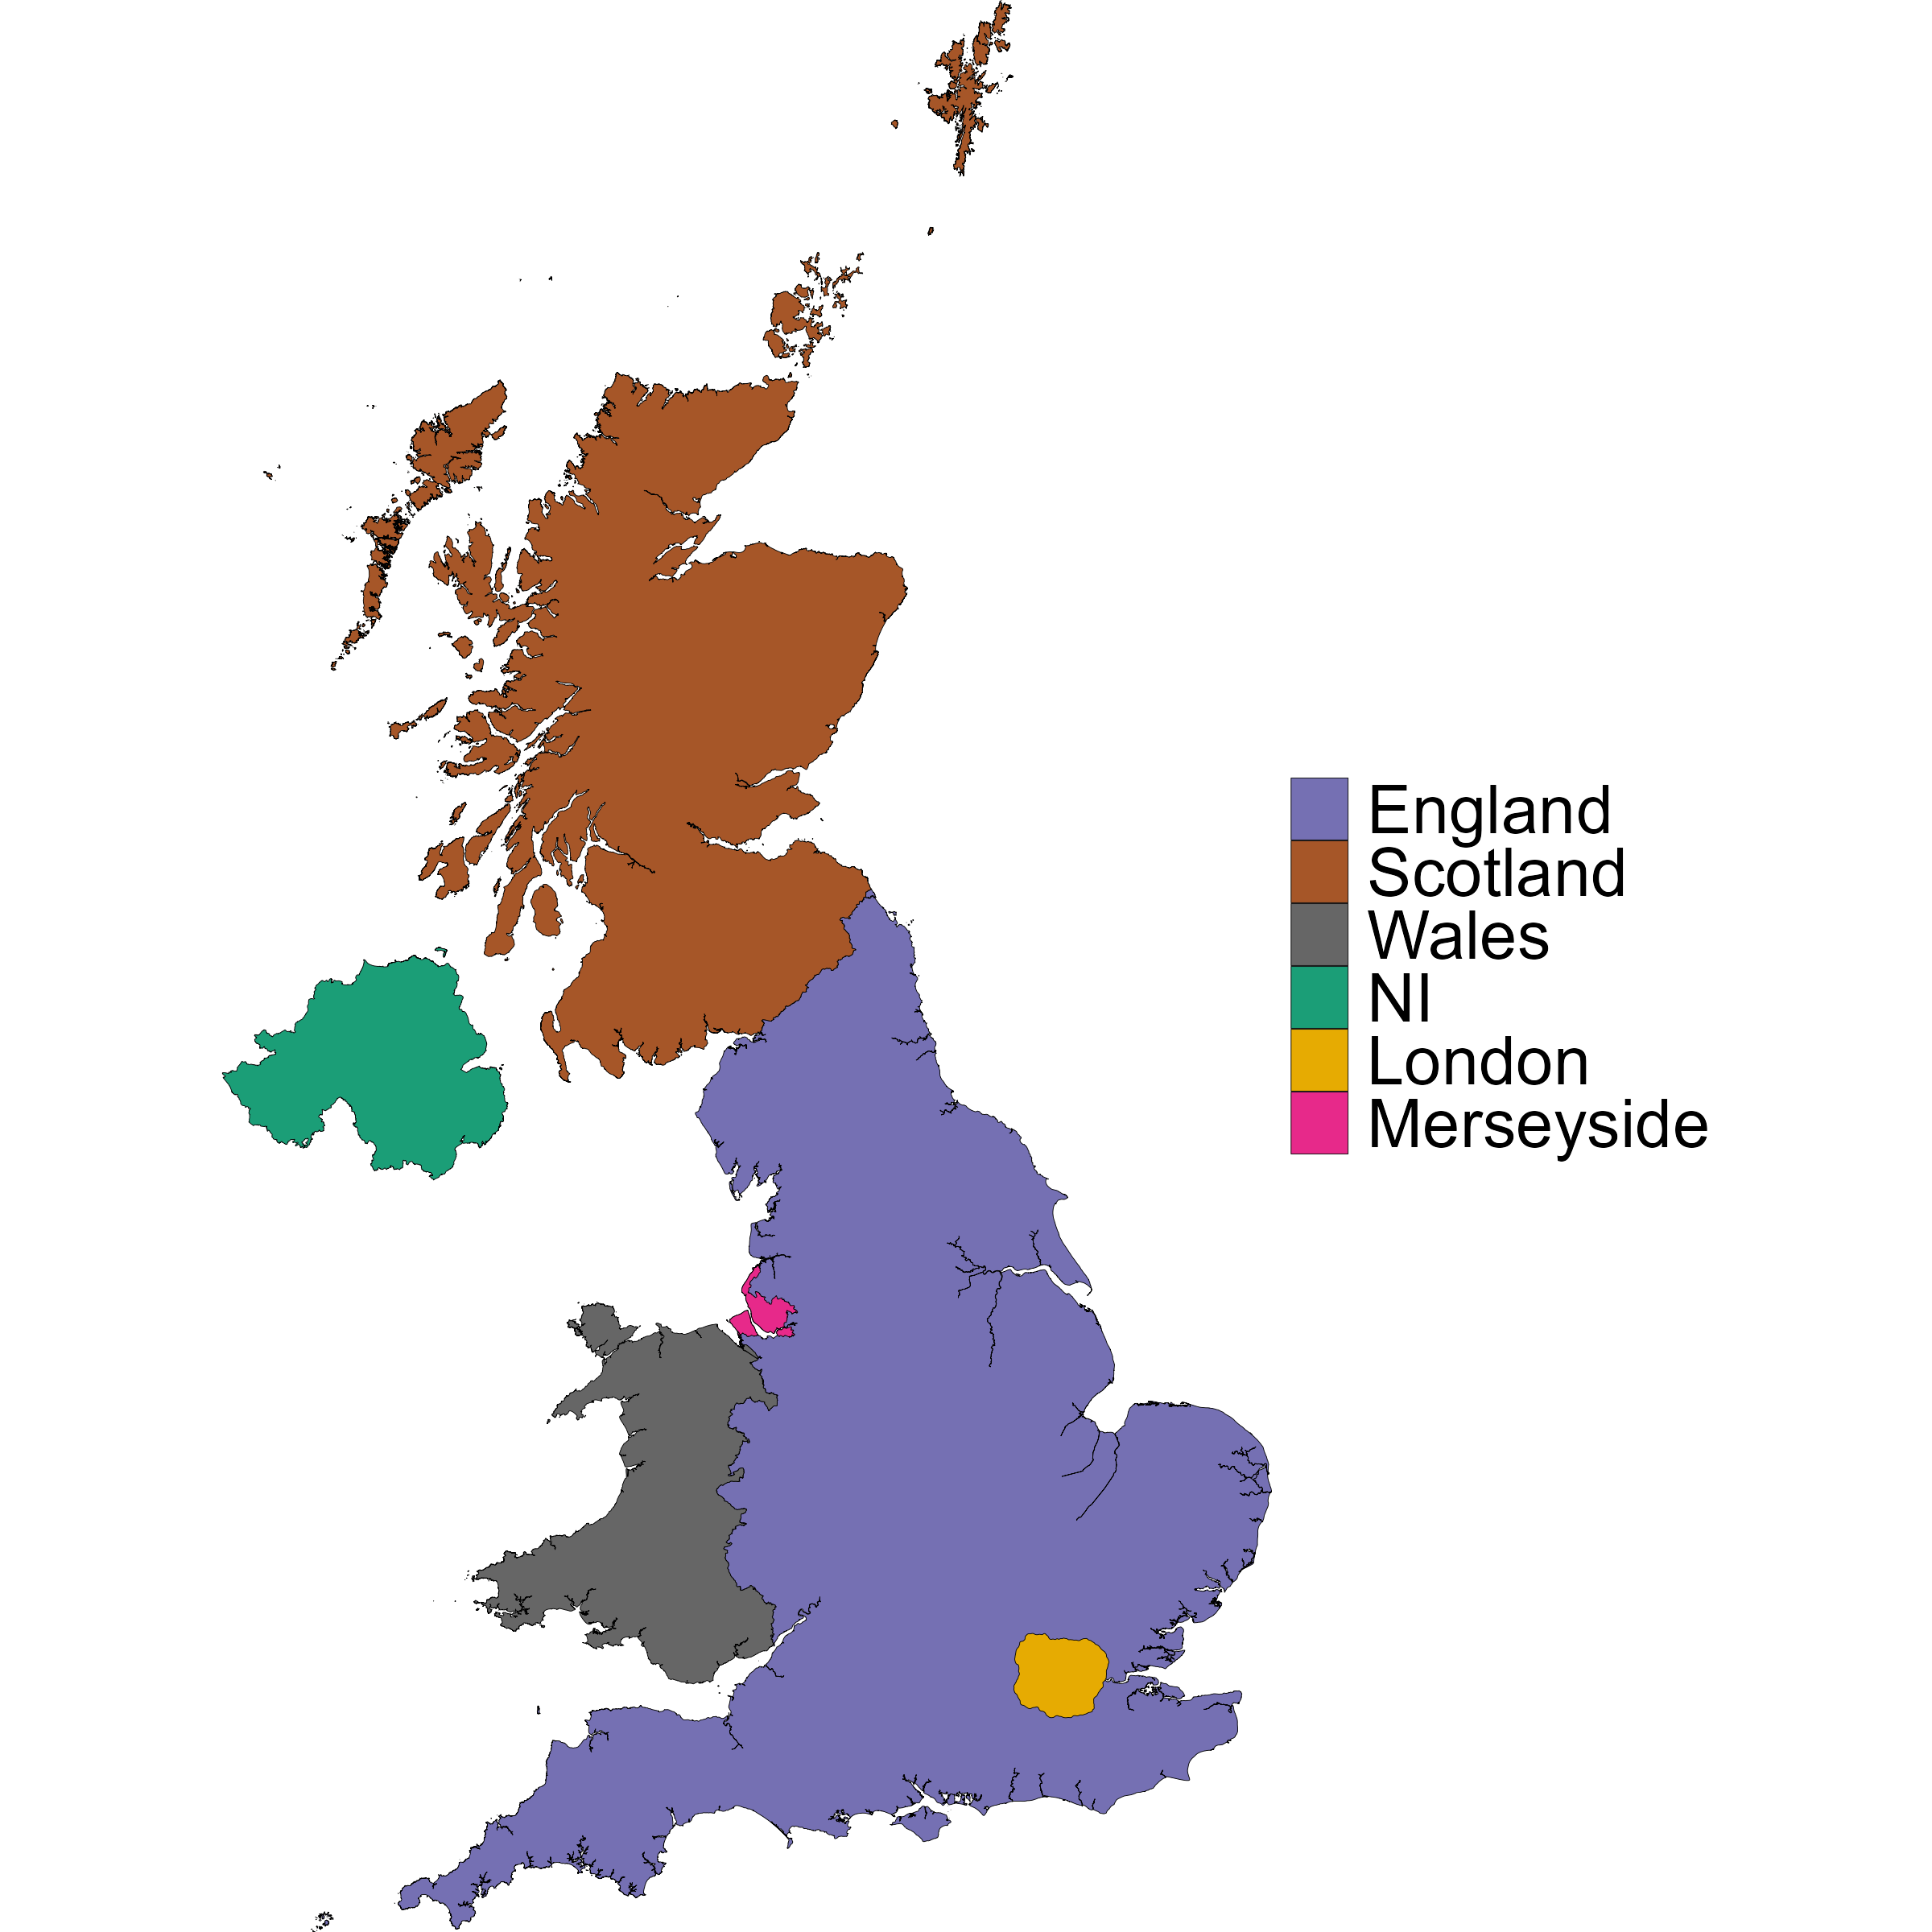 England
Scotland
Wales
NI
London
Merseyside